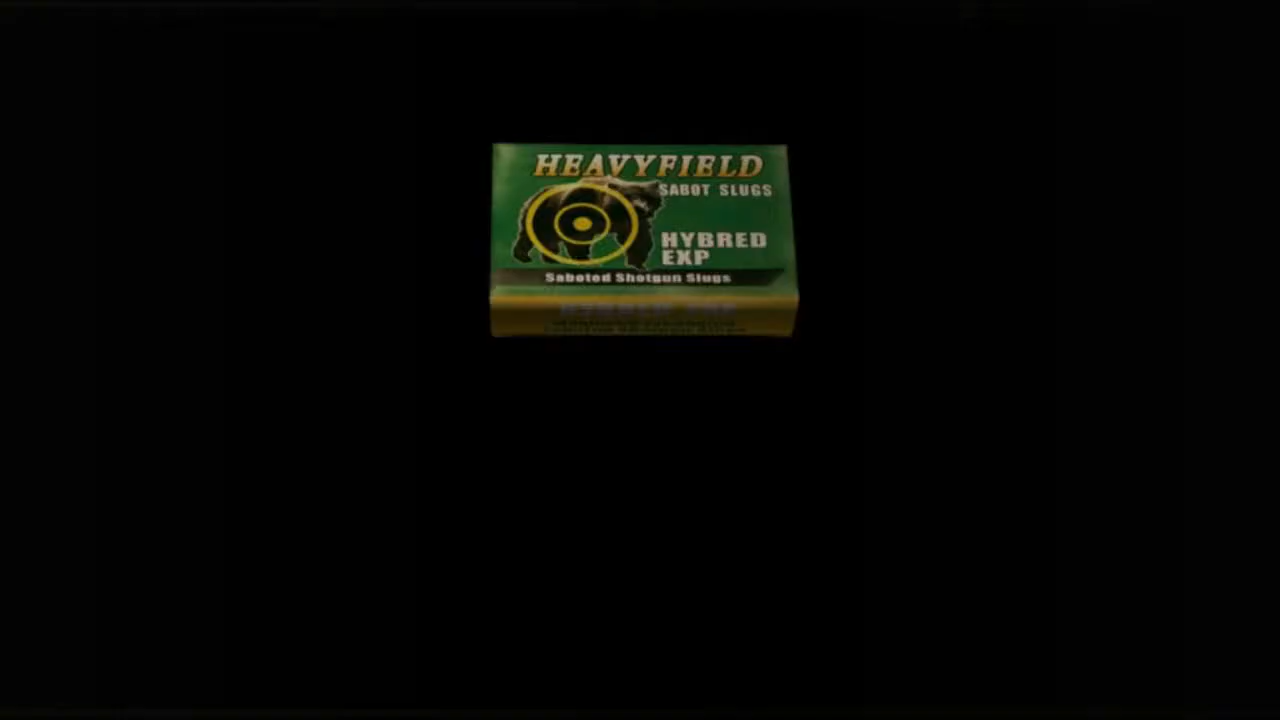 HEAVYFIELD
SABOT SLUGS
HYBRED
EXP
Saboted Shotgun Slugs